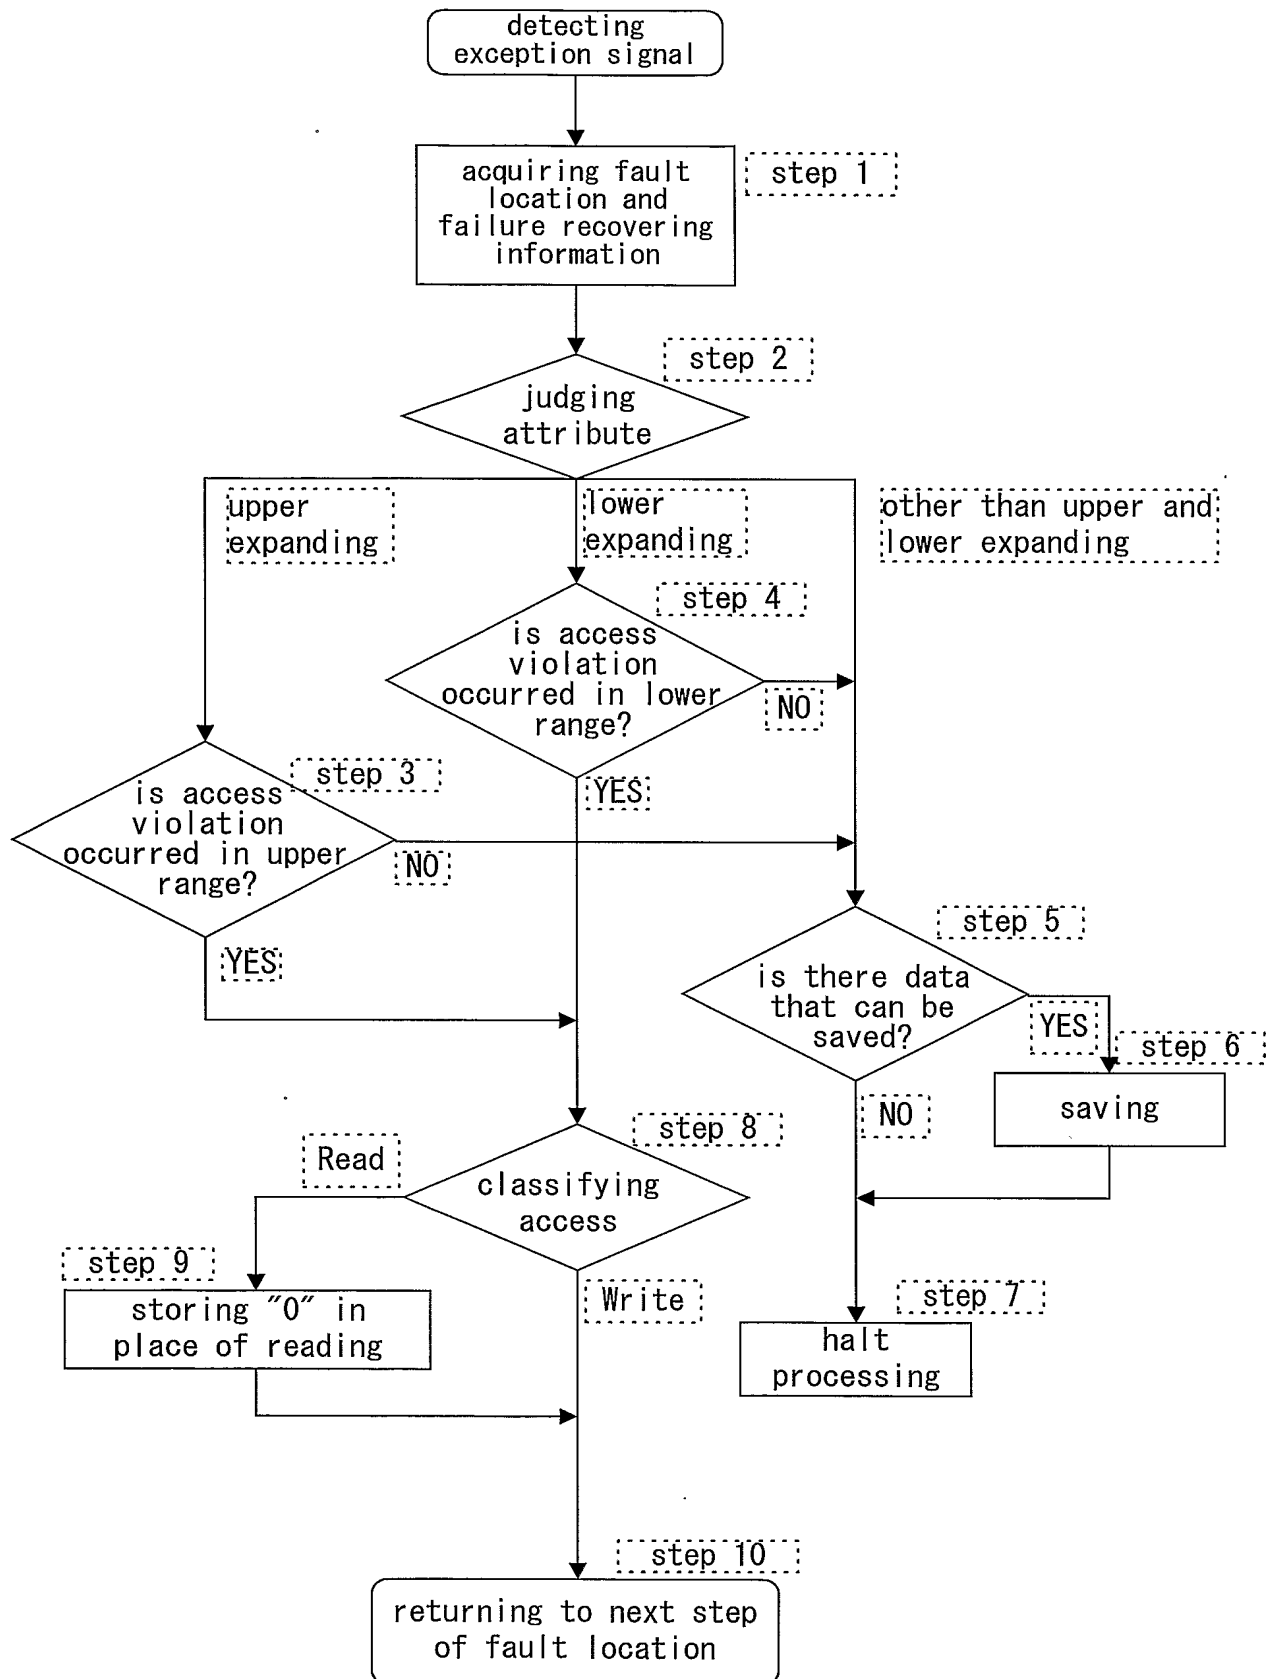 detecting
exception signal
acquiring fault
location and
failure recovering
information
step 1
step 2
judging
attribute
upper
expanding
lower
expanding
other than upper and
lower expanding
step 4
is access
violation
occurred in lower
range?
NO
YES
step 3
is access
violation
occurred in upper
range?
NO
YES
step 5
is there data
that can be
saved?
YES
step 6
saving
NO
step 8
Read
classifying
access
step 9
storing "0" in
place of reading
Write
step 7
halt
processing
step 10
returning to next step
of fault location